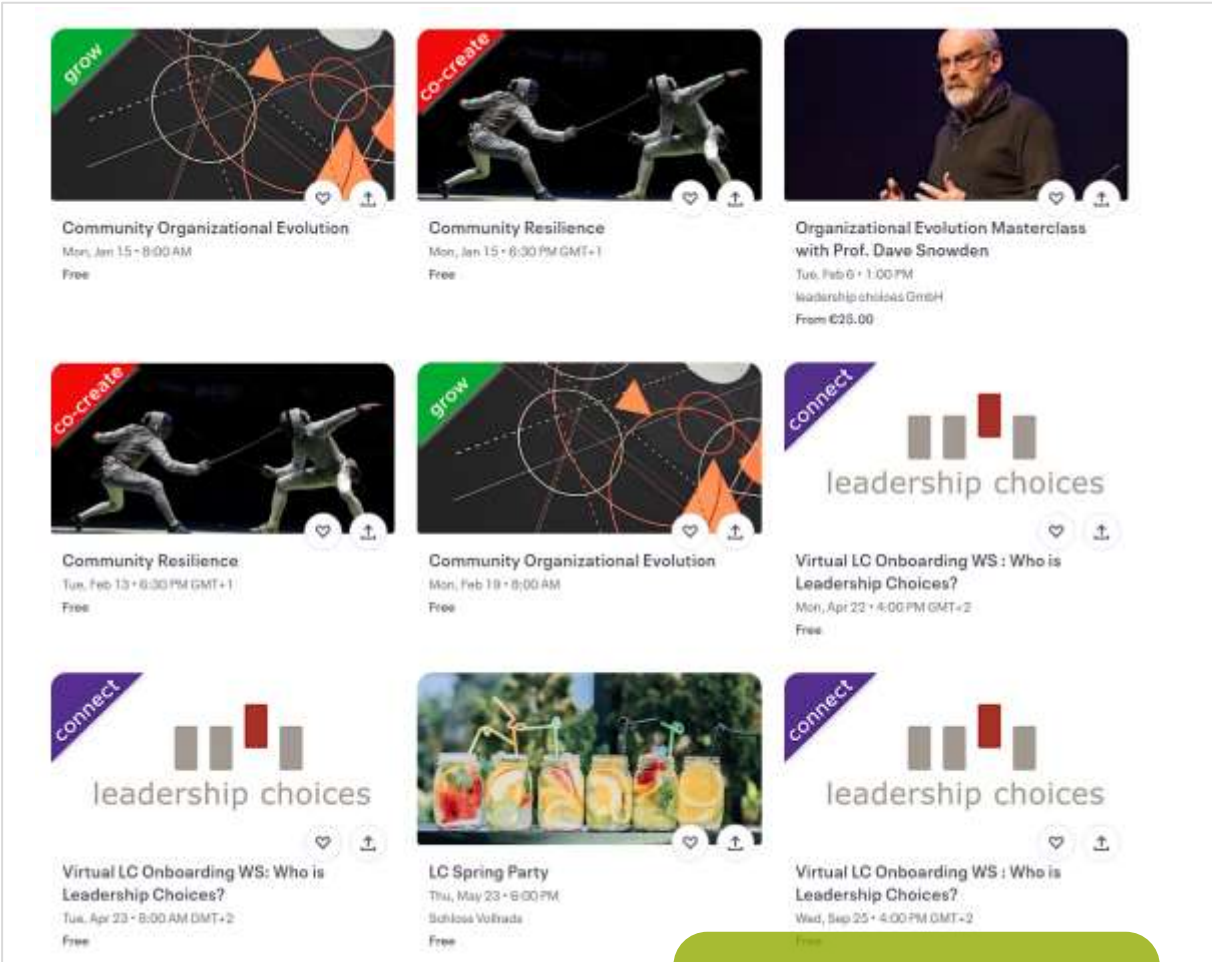 grow
Community Organizational Evolution
Mon, Jan 15 • 8:00 AM
Free
co-create
Community Resilience
Mon, Jan 15 • 6:30 PM GMT+1
Free
Organizational Evolution Masterclass
with Prof. Dave Snowden
Tue, Feb 6 • 1:00 PM
leadership choices GmbH
From €25.00
co-create
Community Resilience
Tue, Feb 13 • 6:30 PM GMT+1
Free
grow
Community Organizational Evolution
Mon, Feb 19 • 8:00 AM
Free
connect
leadership choices
Virtual LC Onboarding WS : Who is
Leadership Choices?
Mon, Apr 22 • 4:00 PM GMT+2
Free
connect
leadership choices
Virtual LC Onboarding WS: Who is
Leadership Choices?
Tue, Apr 23 • 8:00 AM GMT+2
Free
LC Spring Party
Thu, May 23 • 6:00 PM
Schloss Vollrads
Free
connect
leadership choices
Virtual LC Onboarding WS : Who is
Leadership Choices?
Wed, Sep 25 • 4:00 PM GMT+2
Free